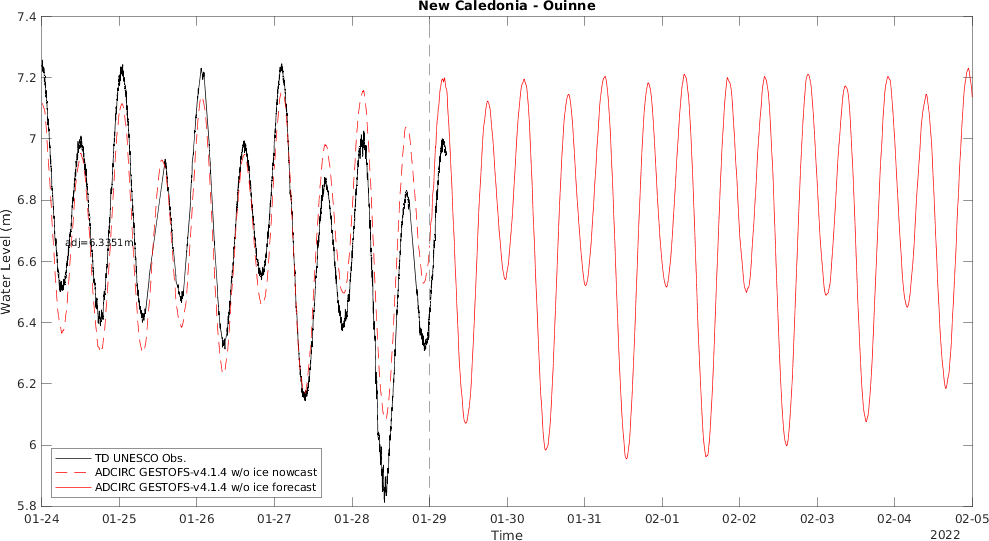 New Caledonia - Ouinne
7.4
7.2
7
6.8
6.6
6.4
6.2
6
5.8
Water Level (m)
adj=6.3351m
TD UNESCO Obs.
ADCIRC GESTOFS-v4.1.4 w/o ice nowcast
ADCIRC GESTOFS-v4.1.4 w/o ice forecast
01-24 01-25 01-26 01-27 01-28 01-29 01-30 01-31 02-01 02-02 02-03 02-04 02-05
Time
2022